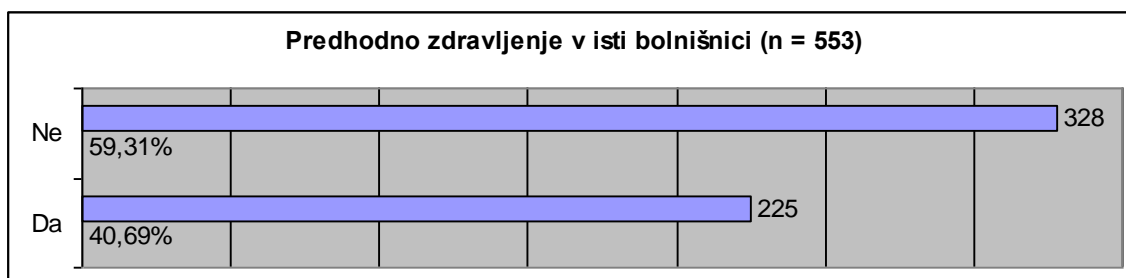 Predhodno zdravljenje v isti bolnišnici (n = 553)
Ne
328
59,31%
Da
225
40,69%